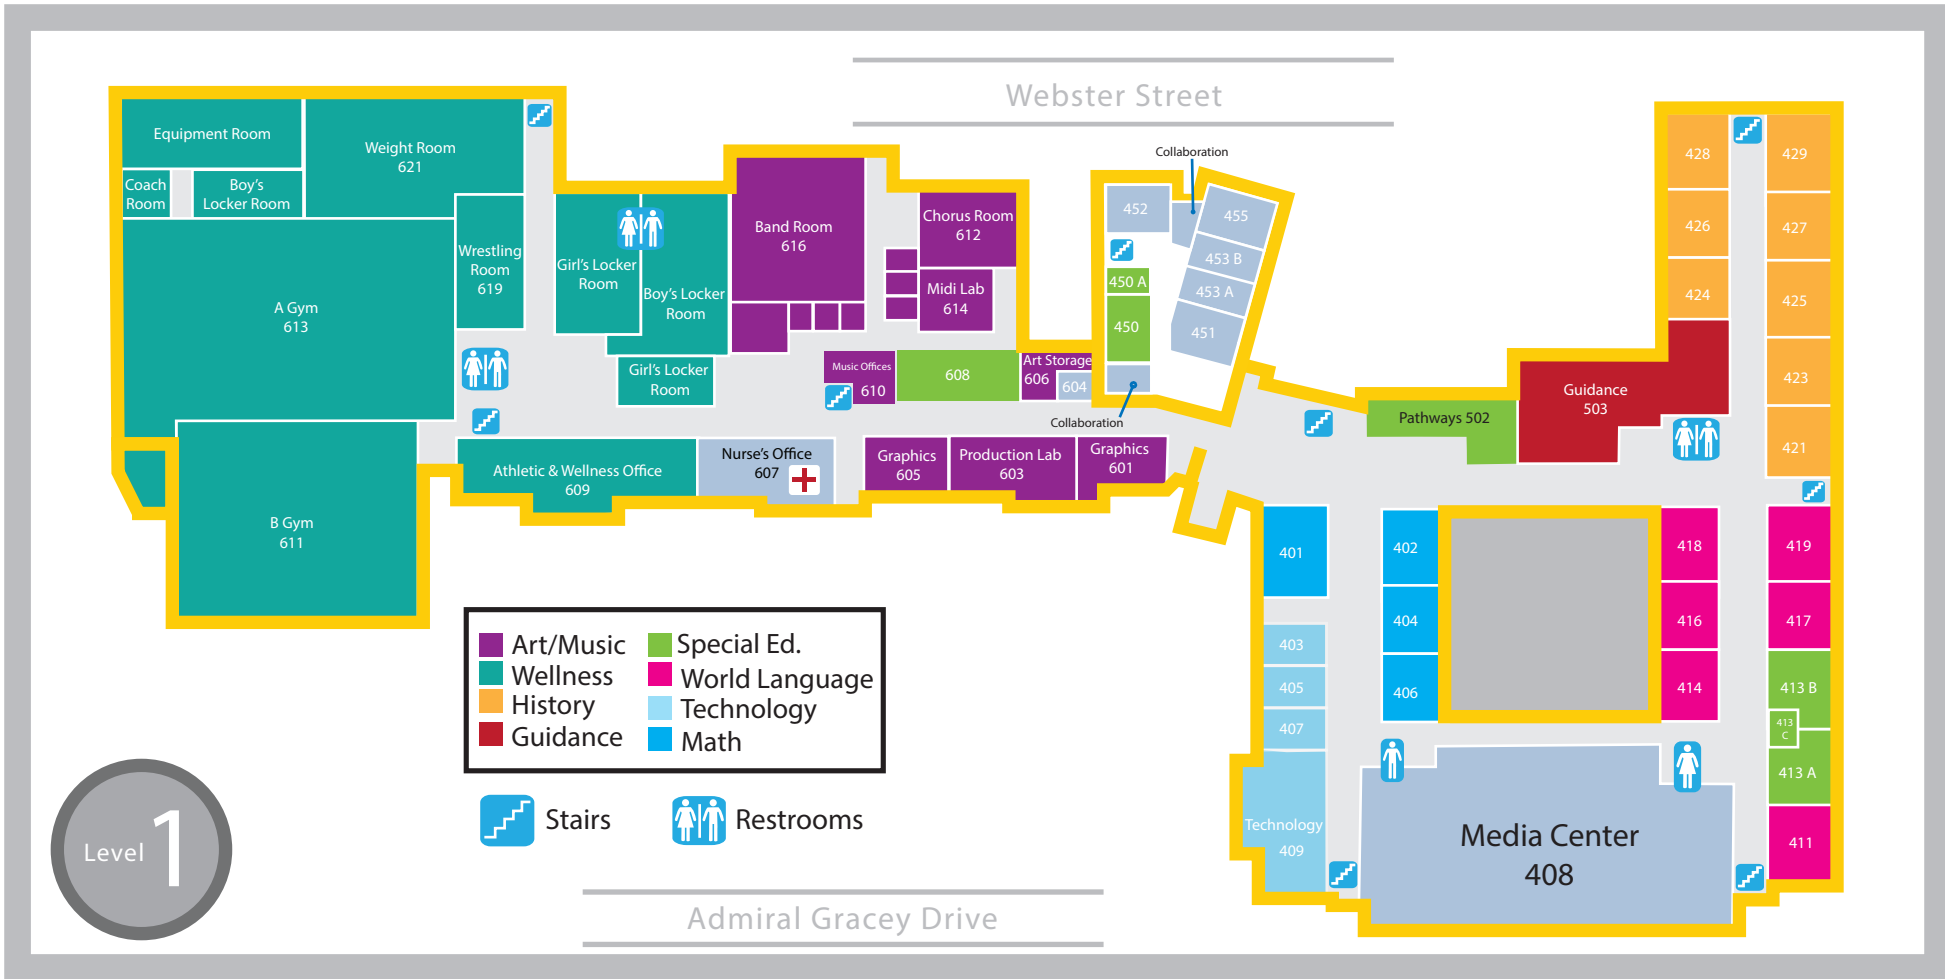 Webster Street
Equipment Room
Weight Room
621
Coach
Room
Boy's
Locker Room
Wrestling
Room
619
A Gym
613
B Gym
611
Girl's Locker
Room
Boy's Locker
Room
Girl's Locker
Room
Band Room
616
Chorus Room
612
Midi Lab
614
Music Offices
610
608
Art Storage
606
604
Athletic & Wellness Office
609
Nurse's Office
607
Graphics
605
Production Lab
603
Graphics
601
Collaboration
452
455
453 B
453 A
451
450 A
450
Collaboration
Pathways 502
Guidance
503
428
429
426
427
424
425
423
421
401
402
404
406
403
405
407
Technology
409
418
419
416
417
414
413 B
413
C
413 A
411
Media Center
408
Art/Music
Wellness
History
Guidance
Special Ed.
World Language
Technology
Math
Stairs
Restrooms
Level 1
Admiral Gracey Drive